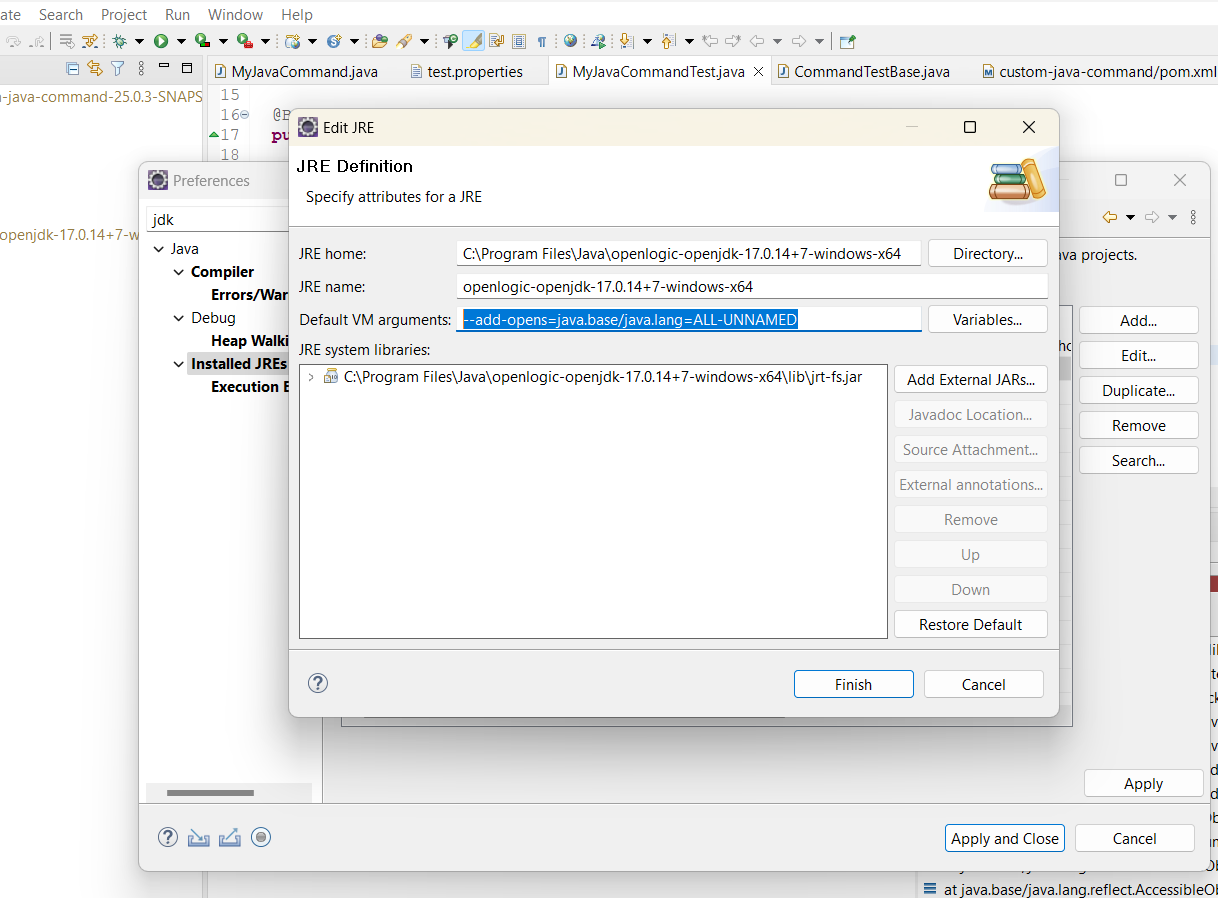 ate Search Project Run Window Help
MyJavaCommand.java test.properties MyJavaCommandTest.java CommandTestBase.java custom-java-command/pom.xml
-java-command-25.0.3-SNAPS
15
16 @B
17 pu
18
openjdk-17.0.14+7-w
Preferences
jdk
Java
Compiler
Errors/War
Debug
Heap Walki
Installed JREs
Execution E
Edit JRE
JRE Definition
Specify attributes for a JRE
JRE home: C:\Program Files\Java\openlogic-openjdk-17.0.14+7-windows-x64 Directory...
JRE name: openlogic-openjdk-17.0.14+7-windows-x64
Default VM arguments: --add-opens=java.base/java.lang=ALL-UNNAMED Variables...
JRE system libraries:
C:\Program Files\Java\openlogic-openjdk-17.0.14+7-windows-x64\lib\jrt-fs.jar
Add External JARs...
Javadoc Location...
Source Attachment...
External annotations...
Remove
Up
Down
Restore Default
Finish Cancel
ava projects.
Add...
Edit...
Duplicate...
Remove
Search...
Apply
Apply and Close Cancel
at java.base/java.lang.reflect.AccessibleOb